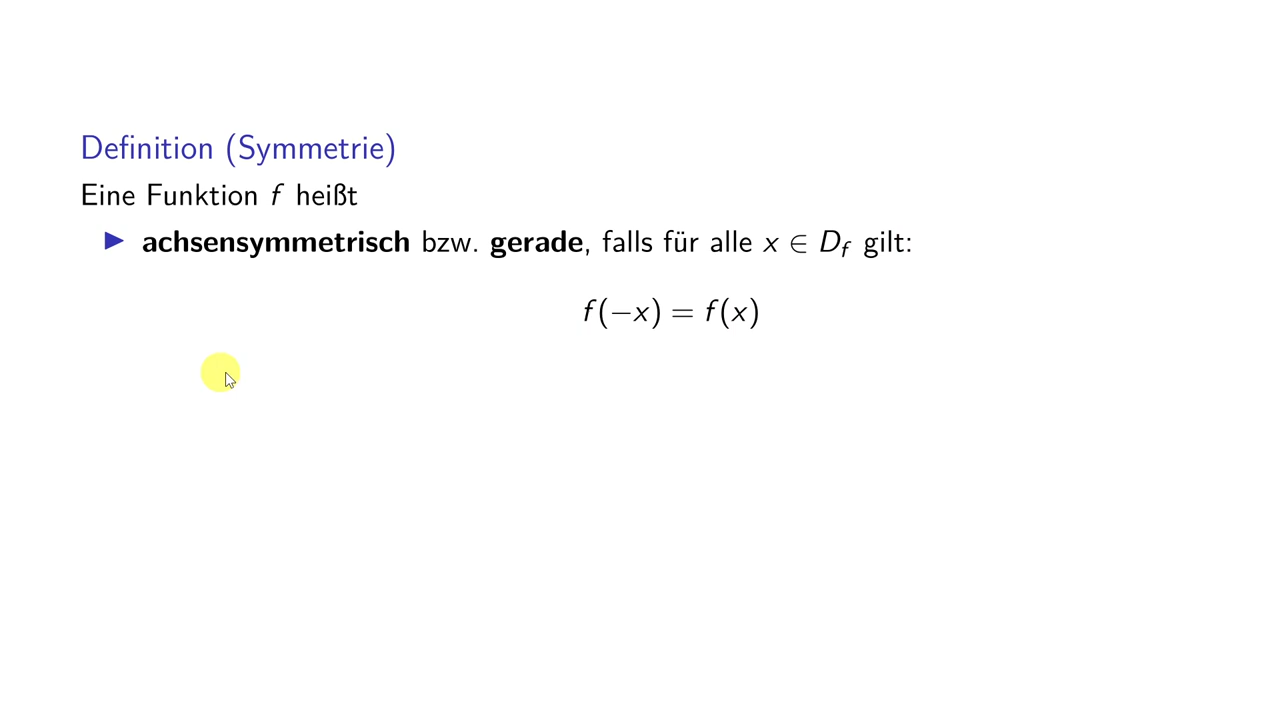 Definition (Symmetrie)
Eine Funktion f heißt
▶ achsensymmetrisch bzw. gerade, falls für alle x ∈ D_f gilt:
f(−x) = f(x)